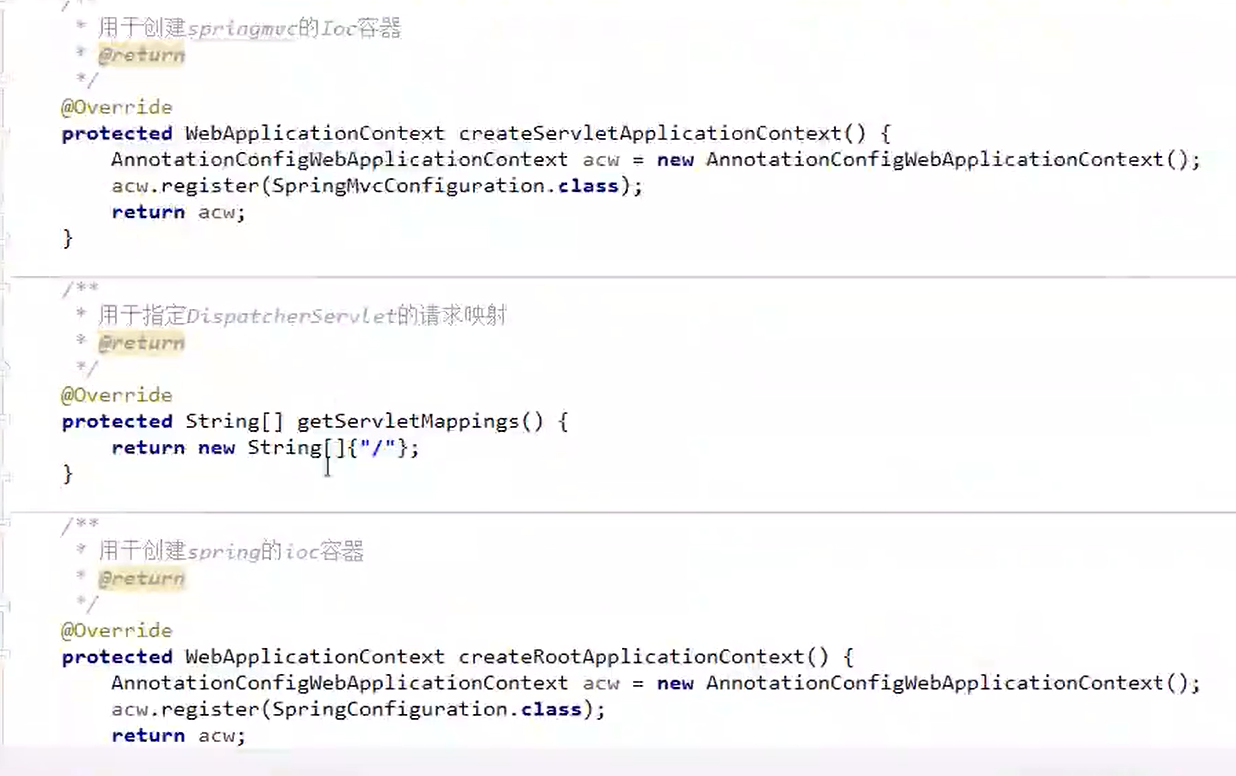 /**
* 用于创建springmvc的Ioc容器
* @return
*/
@Override
protected WebApplicationContext createServletApplicationContext() {
AnnotationConfigWebApplicationContext acw = new AnnotationConfigWebApplicationContext();
acw.register(SpringMvcConfiguration.class);
return acw;
}
/**
* 用于指定DispatcherServlet的请求映射
* @return
*/
@Override
protected String[] getServletMappings() {
return new String[]{"/"};
}
/**
* 用于创建spring的ioc容器
* @return
*/
@Override
protected WebApplicationContext createRootApplicationContext() {
AnnotationConfigWebApplicationContext acw = new AnnotationConfigWebApplicationContext();
acw.register(SpringConfiguration.class);
return acw;